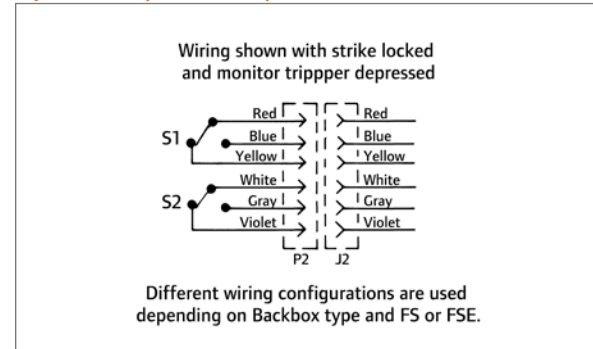 Wiring shown with strike locked
and monitor trippper depressed
Red Red
S1 Blue Blue
Yellow Yellow
White White
S2 Gray Gray
Violet Violet
P2 J2
Different wiring configurations are used
depending on Backbox type and FS or FSE.